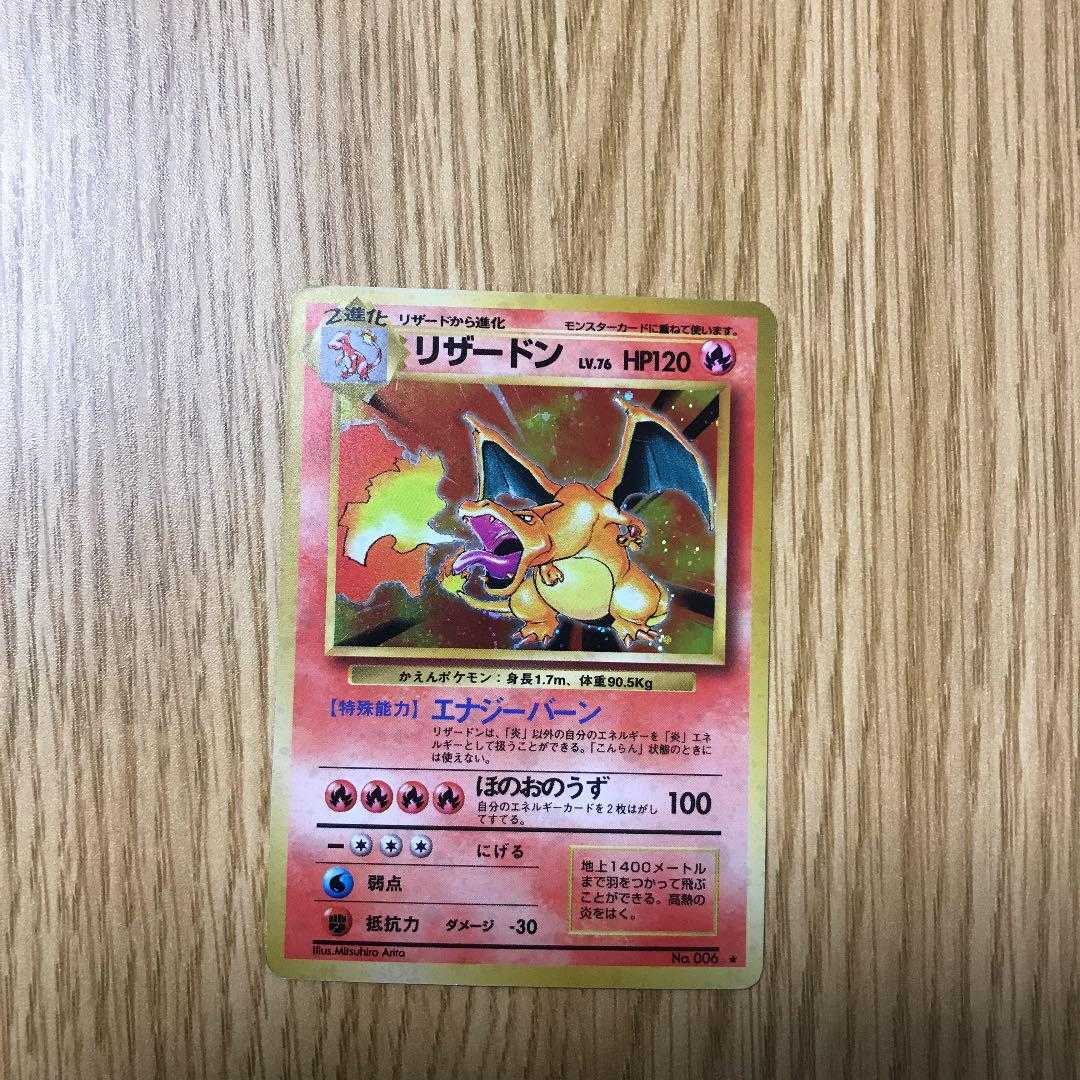 2進化 リザードから進化 モンスターカードに重ねて使います。
リザードン LV.76 HP120
かえんポケモン：身長1.7m、体重90.5Kg
【特殊能力】エナジーバーン
リザードンは、「炎」以外の自分のエネルギーを「炎」エネ
ルギーとして扱うことができる。「こんらん」状態のときに
は使えない。
ほのおのうず 100
自分のエネルギーカードを2枚はがし
てすてる。
にげる
弱点
抵抗力 ダメージ -30
地上1400メートル
まで羽をつかって飛ぶ
ことができる。高熱の
炎をはく。
Illus.Mitsuhiro Arita
No. 006 ★